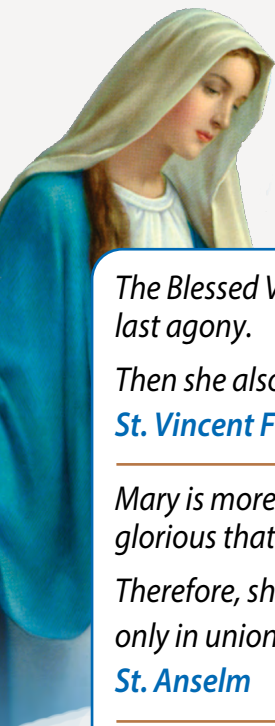 The Blessed
last agony.
Then she also
St. Vincent
Mary is more
glorious that
Therefore,
only in union
St. Anselm